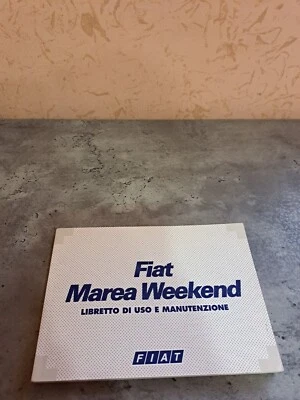 Fiat
Marea Weekend
LIBRETTO DI USO E MANUTENZIONE
FIAT